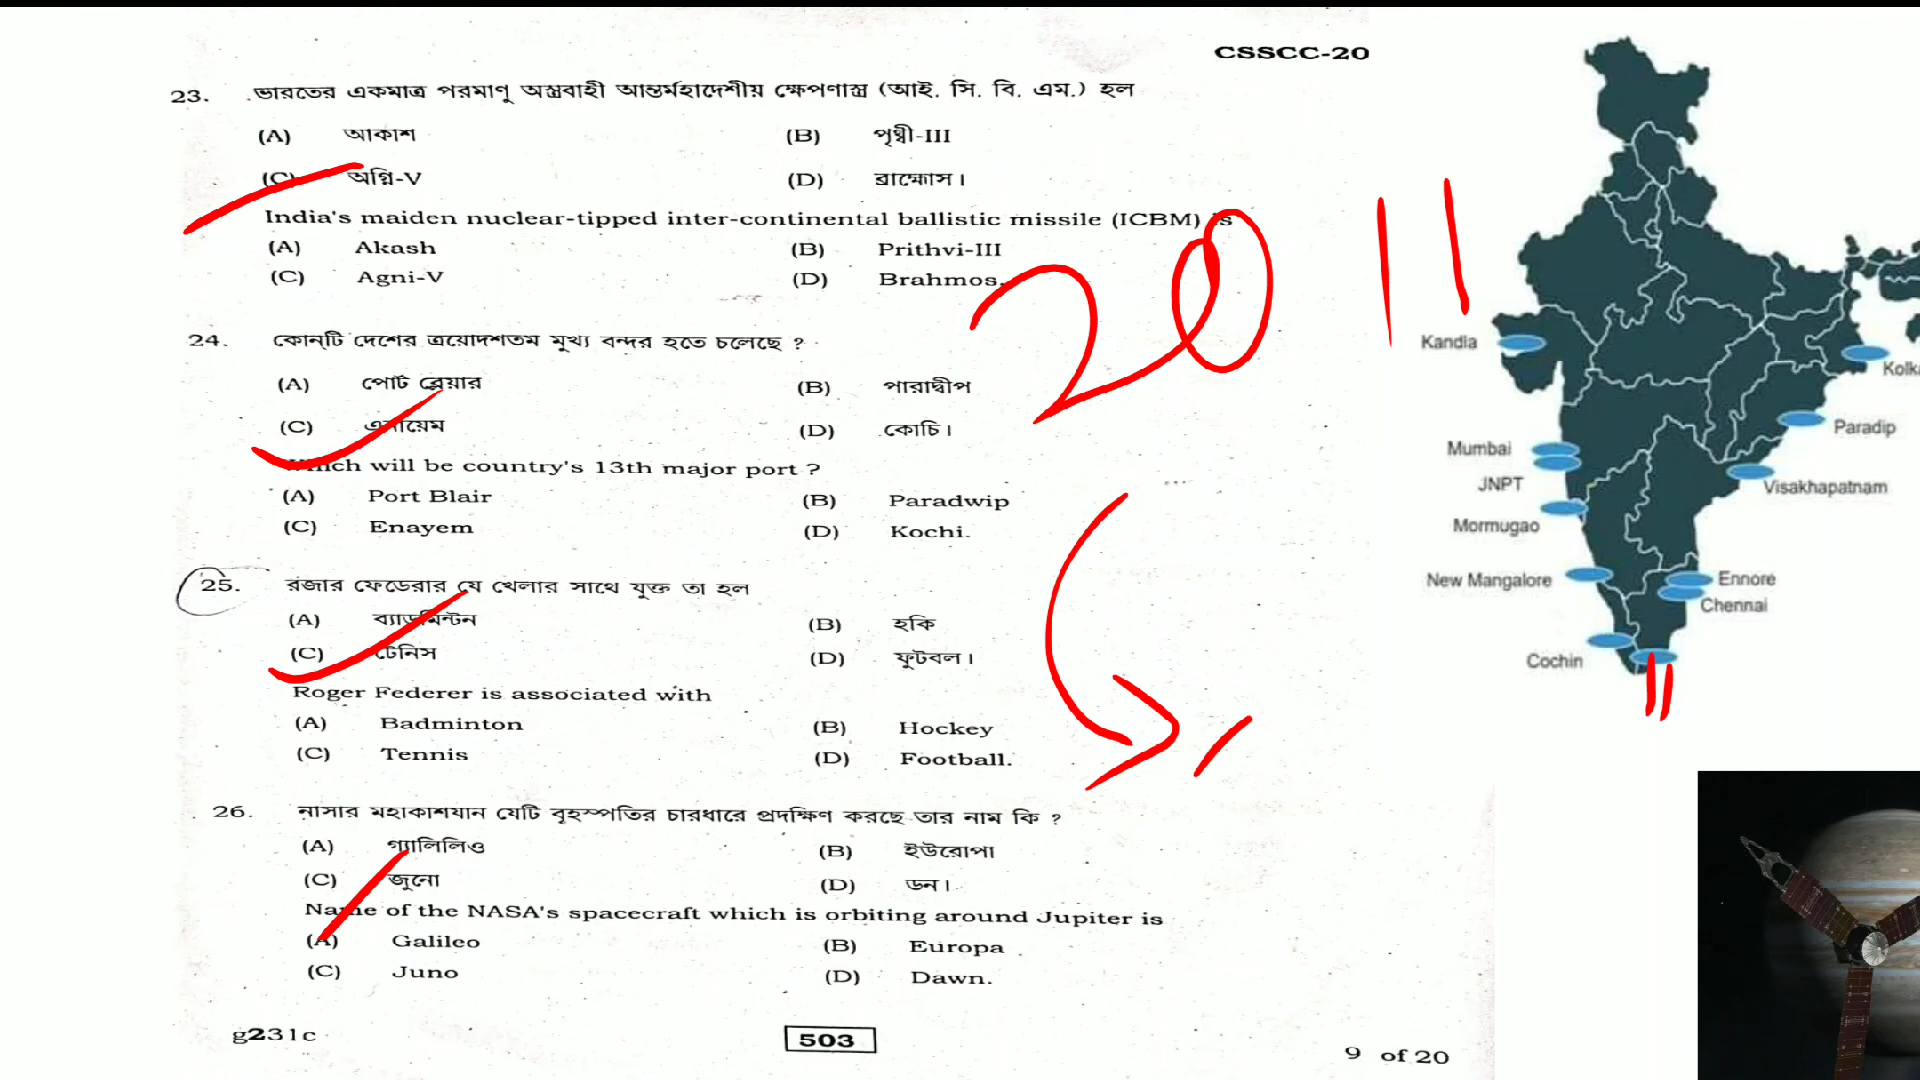 CSSCC-20
23. ভারতের একমাত্র পরমাণু অস্ত্রবাহী আন্তর্মহাদেশীয় ক্ষেপণাস্ত্র (আই. সি. বি. এম.) হল
(A) আকাশ (B) পৃথ্বী-III
(C) অগ্নি-V (D) ব্রাহ্মোস।
India's maiden nuclear-tipped inter-continental ballistic missile (ICBM) is
(A) Akash (B) Prithvi-III
(C) Agni-V (D) Brahmos.
2011
24. কোন্‌টি দেশের ত্রয়োদশতম মুখ্য বন্দর হতে চলেছে ?
(A) পোর্ট ব্লেয়ার (B) পারাদ্বীপ
(C) এনায়েম (D) কোচি।
Which will be country's 13th major port ?
(A) Port Blair (B) Paradwip
(C) Enayem (D) Kochi.
25. রজার ফেডেরার যে খেলার সাথে যুক্ত তা হল
(A) ব্যাডমিন্টন (B) হকি
(C) টেনিস (D) ফুটবল।
Roger Federer is associated with
(A) Badminton (B) Hockey
(C) Tennis (D) Football.
26. নাসার মহাকাশযান যেটি বৃহস্পতির চারধারে প্রদক্ষিণ করছে তার নাম কি ?
(A) গ্যালিলিও (B) ইউরোপা
(C) জুনো (D) ডন।
Name of the NASA's spacecraft which is orbiting around Jupiter is
(A) Galileo (B) Europa
(C) Juno (D) Dawn.
g231c 503 9 of 20
Kandla
Kolk
Paradip
Mumbai
JNPT
Visakhapatnam
Mormugao
New Mangalore
Ennore
Chennai
Cochin